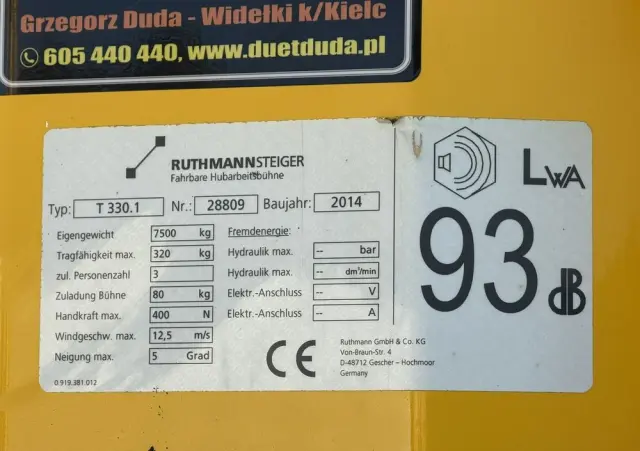 Grzegorz Duda - Widełki k/Kielc
605 440 440, www.duetduda.pl
RUTHMANNSTEIGER
Fahrbare Hubarbeitsbühne
Typ: T 330.1 Nr.: 28809 Baujahr: 2014
Eigengewicht 7500 kg
Tragfähigkeit max. 320 kg
zul. Personenzahl 3
Zuladung Bühne 80 kg
Handkraft max. 400 N
Windgeschw. max. 12,5 m/s
Neigung max. 5 Grad
Fremdenergie:
Hydraulik max. -- bar
Hydraulik max. -- dm³/min
Elektr.-Anschluss -- V
Elektr.-Anschluss -- A
CE
Ruthmann GmbH & Co. KG
Von-Braun-Str. 4
D-48712 Gescher - Hochmoor
Germany
0.919.381.012
LWA
93 dB